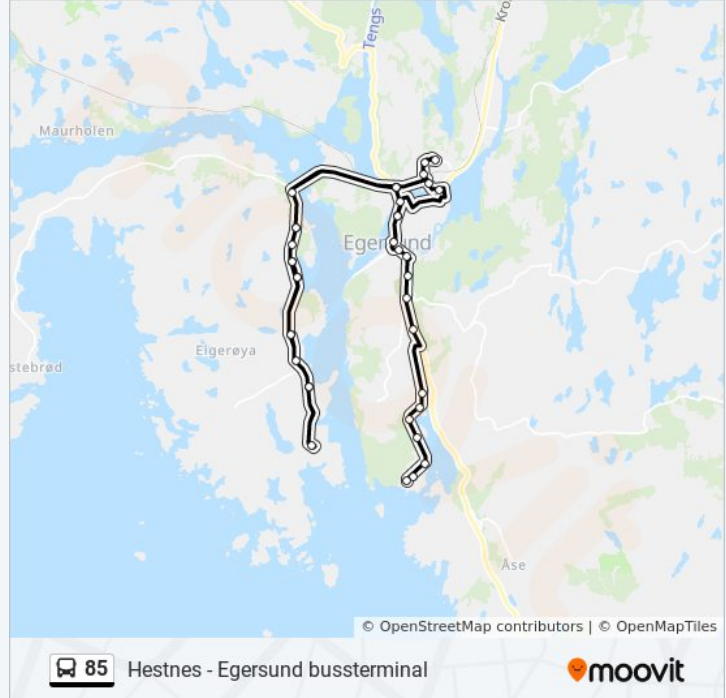 Tengs
Kro
Maurholen
Egersund
Eigerøya
stebrød
Åse
© OpenStreetMap contributors | © OpenMapTiles
85 Hestnes - Egersund bussterminal
moovit